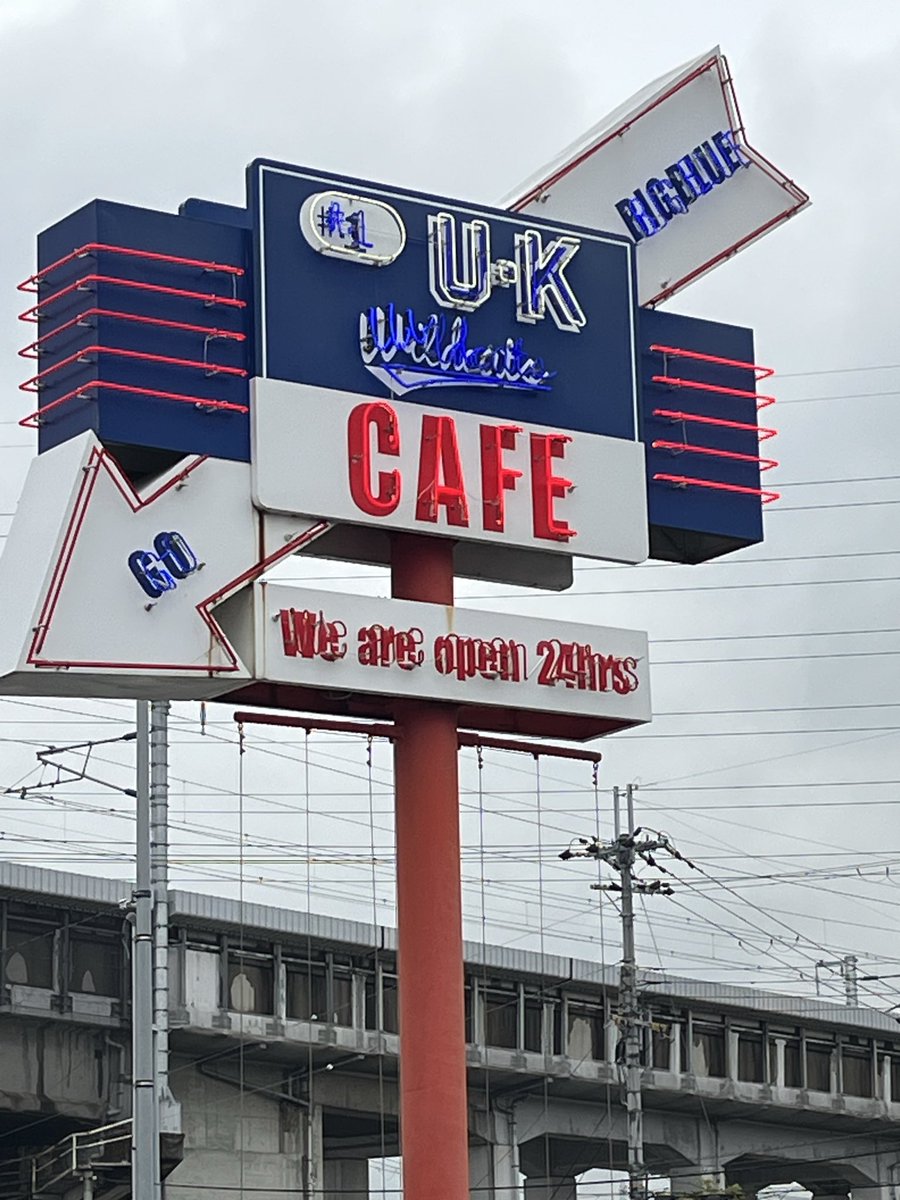 BIG BLUE
#1
U-K
Wildcats
CAFE
GO
We are open 24hrs